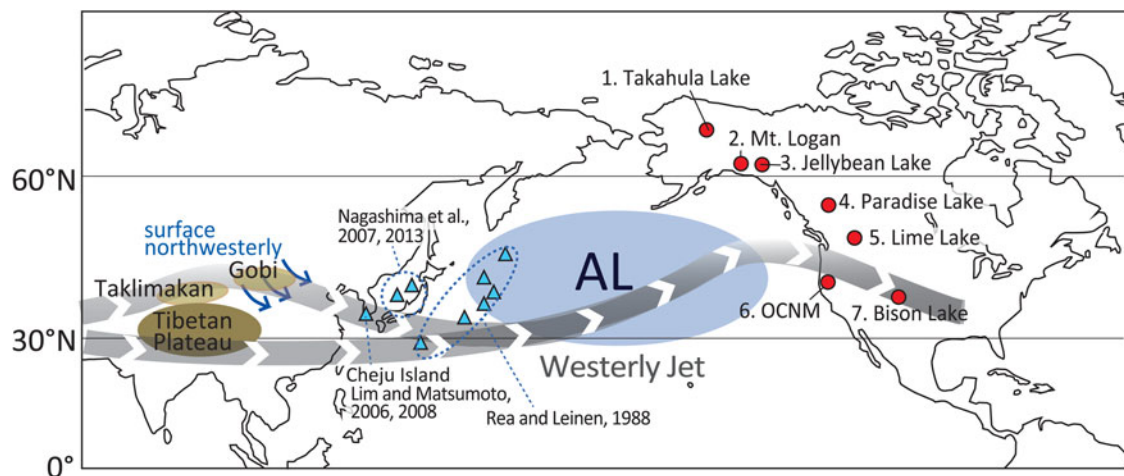 1. Takahula Lake
2. Mt. Logan
3. Jellybean Lake
60°N
4. Paradise Lake
Nagashima et al.,
2007, 2013
surface
northwesterly
5. Lime Lake
Gobi
AL
Taklimakan
6. OCNM
7. Bison Lake
Tibetan
Plateau
30°N
Westerly Jet
Cheju Island
Lim and Matsumoto,
2006, 2008
Rea and Leinen, 1988
0°